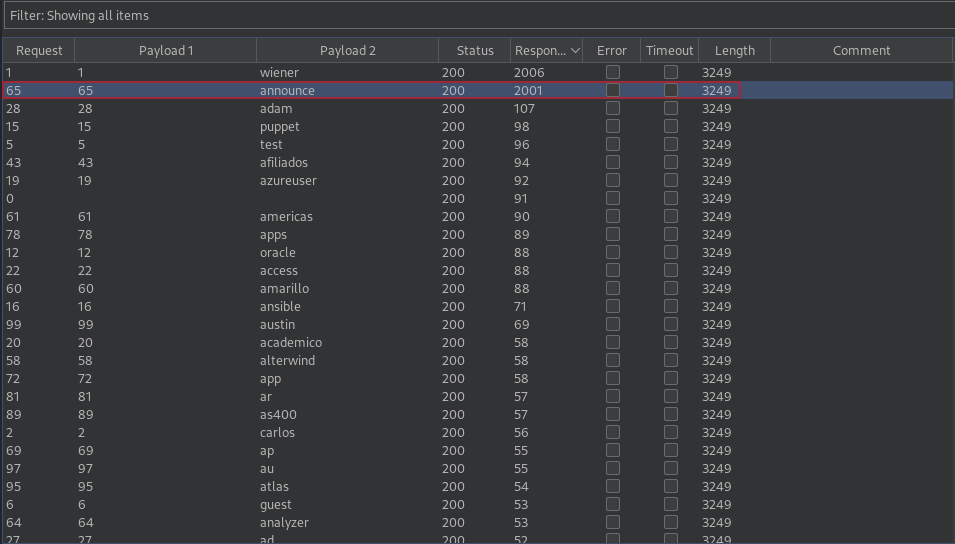 Filter: Showing all items
Request Payload 1 Payload 2 Status Respon... Error Timeout Length Comment
1 1 wiener 200 2006 3249
65 65 announce 200 2001 3249
28 28 adam 200 107 3249
15 15 puppet 200 98 3249
5 5 test 200 96 3249
43 43 afiliados 200 94 3249
19 19 azureuser 200 92 3249
0 200 91 3249
61 61 americas 200 90 3249
78 78 apps 200 89 3249
12 12 oracle 200 88 3249
22 22 access 200 88 3249
60 60 amarillo 200 88 3249
16 16 ansible 200 71 3249
99 99 austin 200 69 3249
20 20 academico 200 58 3249
58 58 alterwind 200 58 3249
72 72 app 200 58 3249
81 81 ar 200 57 3249
89 89 as400 200 57 3249
2 2 carlos 200 56 3249
69 69 ap 200 55 3249
97 97 au 200 55 3249
95 95 atlas 200 54 3249
6 6 guest 200 53 3249
64 64 analyzer 200 53 3249
27 27 ad 200 52 3249